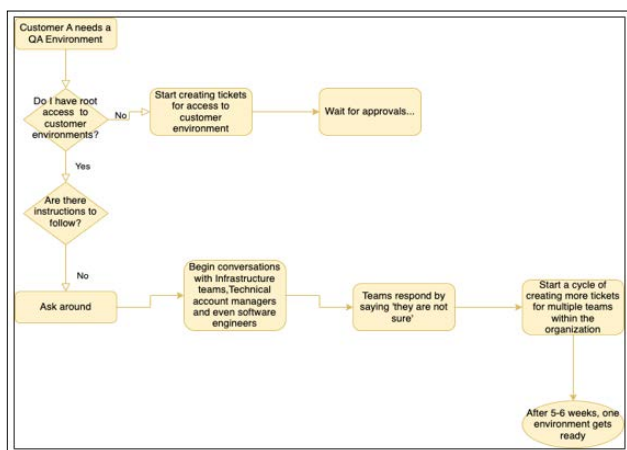 Customer A needs a
QA Environment
Do I have root
access to
customer
environments?
No
Start creating tickets
for access to
customer
environment
Wait for approvals...
Yes
Are there
instructions to
follow?
No
Ask around
Begin conversations
with Infrastructure
teams,Technical
account managers
and even software
engineers
Teams respond by
saying 'they are not
sure'
Start a cycle of
creating more tickets
for multiple teams
within the
organization
After 5-6 weeks, one
environment gets
ready